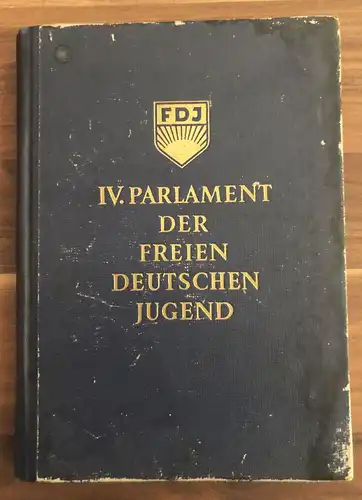 FDJ
IV. PARLAMENT
DER
FREIEN
DEUTSCHEN
JUGEND